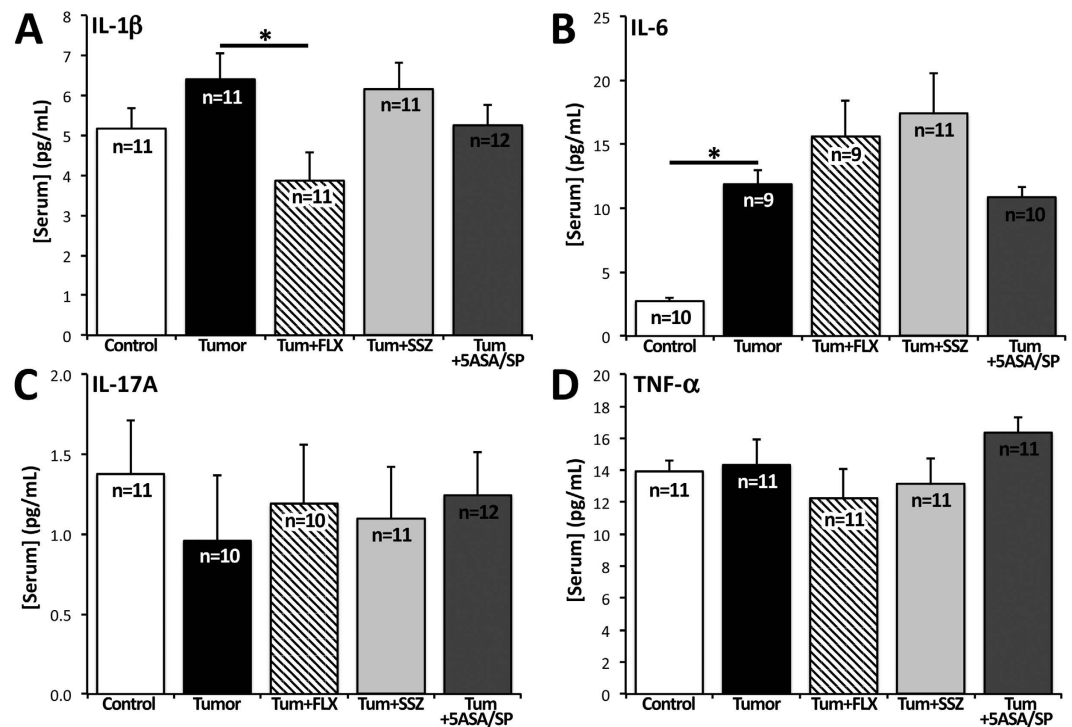 A
IL-1β
[Serum] (pg/mL)
8
7
6
5
4
3
2
1
0
*
n=11
n=11
n=11
n=11
n=12
Control
Tumor
Tum+FLX
Tum+SSZ
Tum
+5ASA/SP
B
IL-6
[Serum] (pg/mL)
25
20
15
10
5
0
*
n=10
n=9
n=9
n=11
n=10
Control
Tumor
Tum+FLX
Tum+SSZ
Tum
+5ASA/SP
C
IL-17A
[Serum] (pg/mL)
2.0
1.5
1.0
0.5
0.0
n=11
n=10
n=10
n=11
n=12
Control
Tumor
Tum+FLX
Tum+SSZ
Tum
+5ASA/SP
D
TNF-α
[Serum] (pg/mL)
20
18
16
14
12
10
8
6
4
2
0
n=11
n=11
n=11
n=11
n=11
Control
Tumor
Tum+FLX
Tum+SSZ
Tum
+5ASA/SP